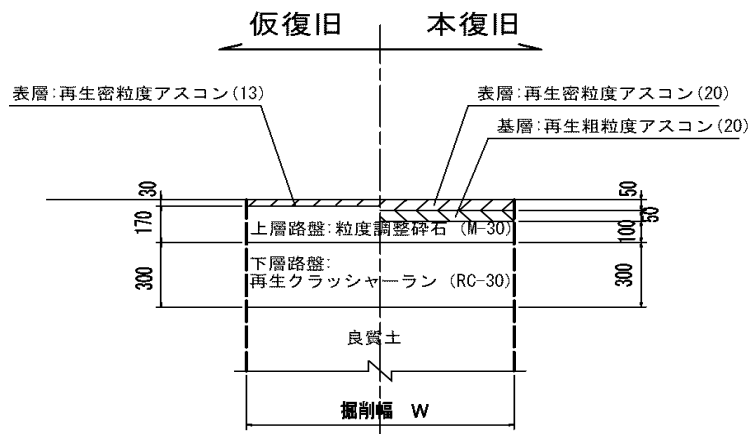 仮復旧 本復旧
表層:再生密粒度アスコン(13)
表層:再生密粒度アスコン(20)
基層:再生粗粒度アスコン(20)
30
170
300
50
50
100
300
上層路盤:粒度調整砕石 (M-30)
下層路盤:
再生クラッシャーラン (RC-30)
良質土
掘削幅 W